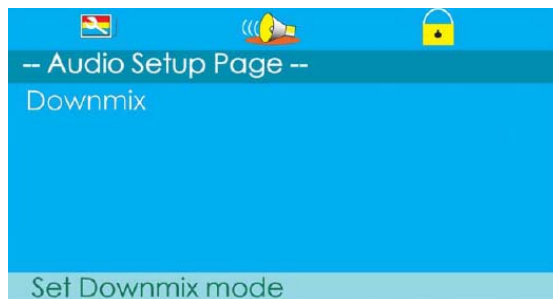 -- Audio Setup Page --
Downmix
Set Downmix mode